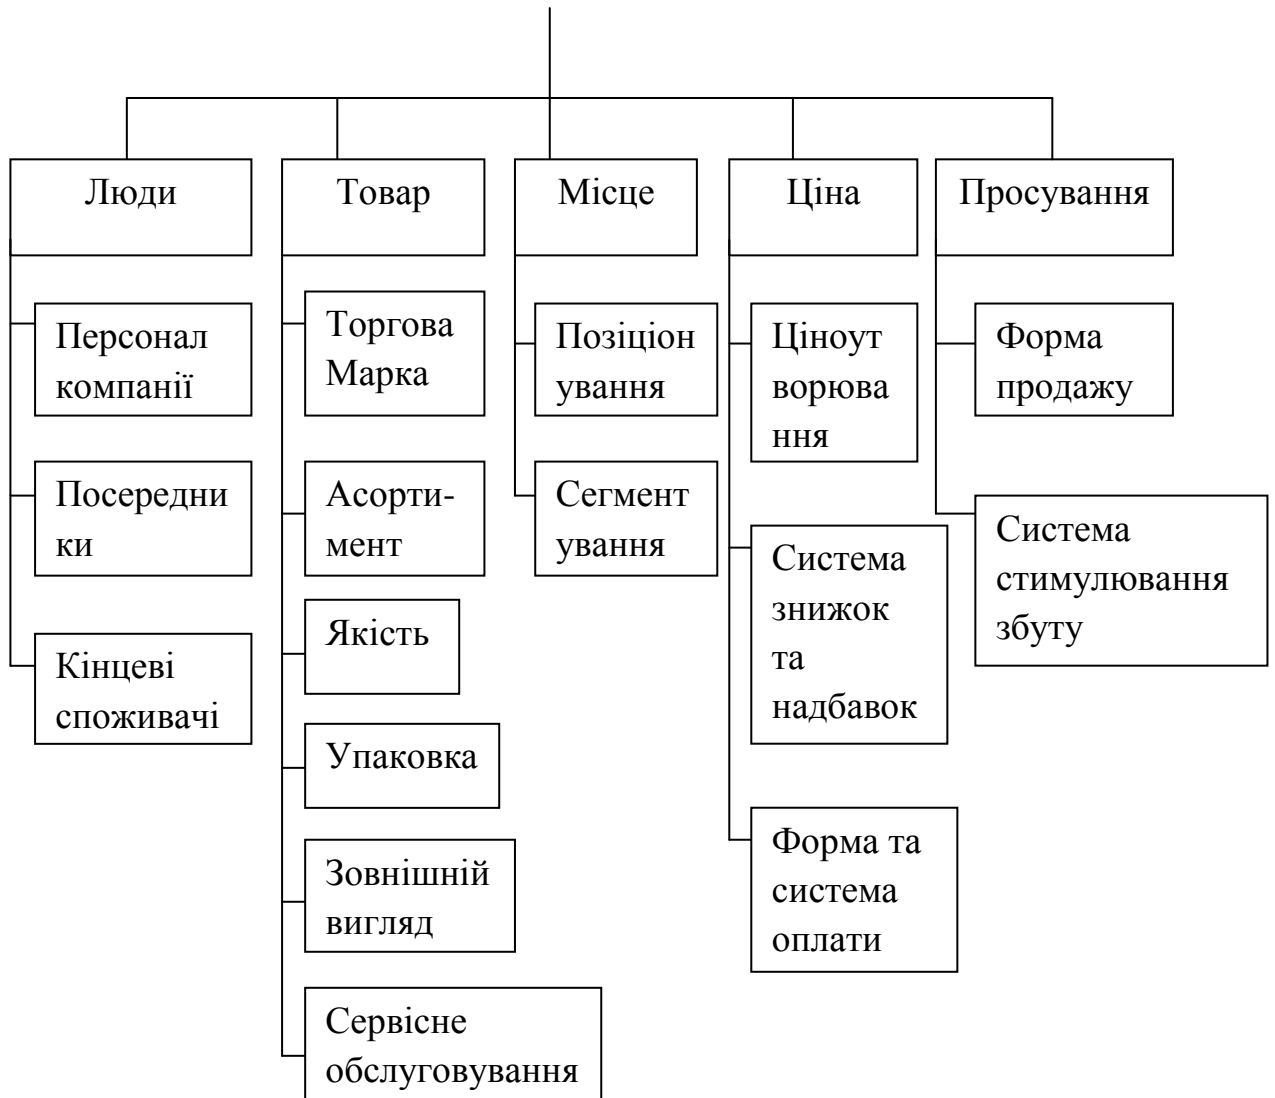 Люди
Товар
Місце
Ціна
Просування
Персонал
компанії
Посередни
ки
Кінцеві
споживачі
Торгова
Марка
Асорти-
мент
Якість
Упаковка
Зовнішній
вигляд
Сервісне
обслуговування
Позіціон
ування
Сегмент
ування
Ціноут
ворюва
ння
Система
знижок
та
надбавок
Форма та
система
оплати
Форма
продажу
Система
стимулювання
збуту